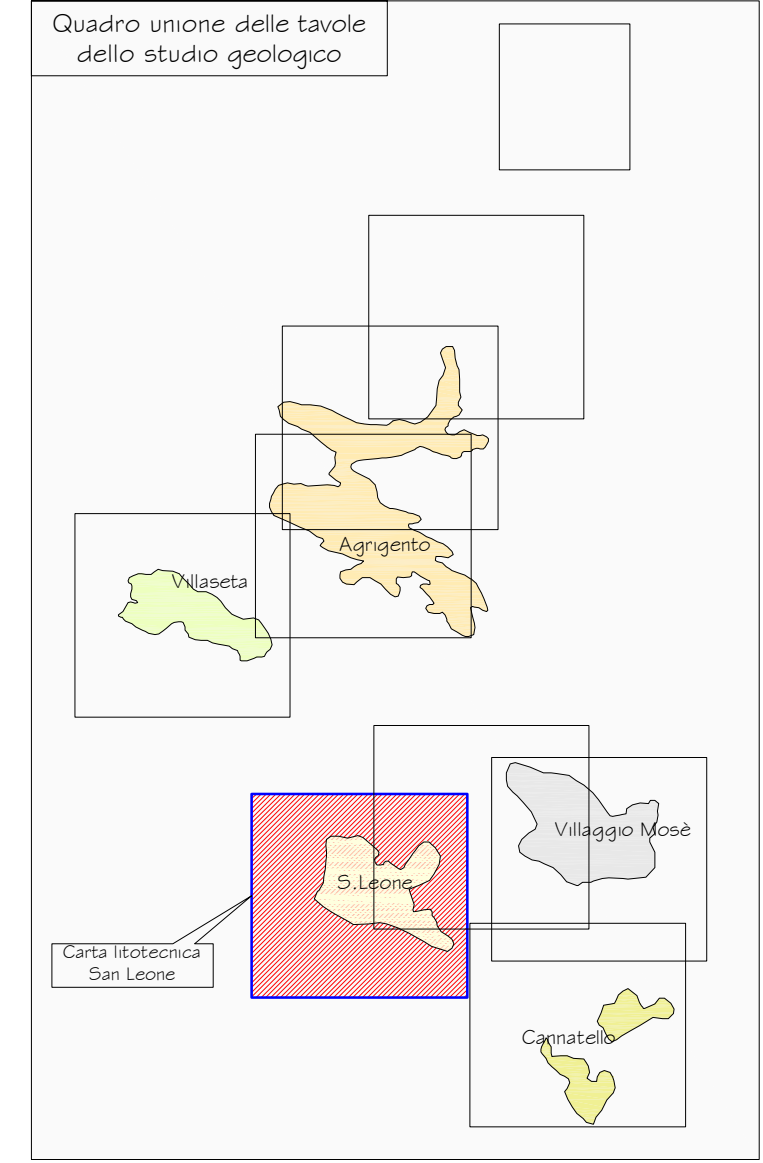 Quadro unione delle tavole
dello studio geologico
Agrigento
Villaseta
Villaggio Mosè
S.Leone
Carta litotecnica
San Leone
Cannatello